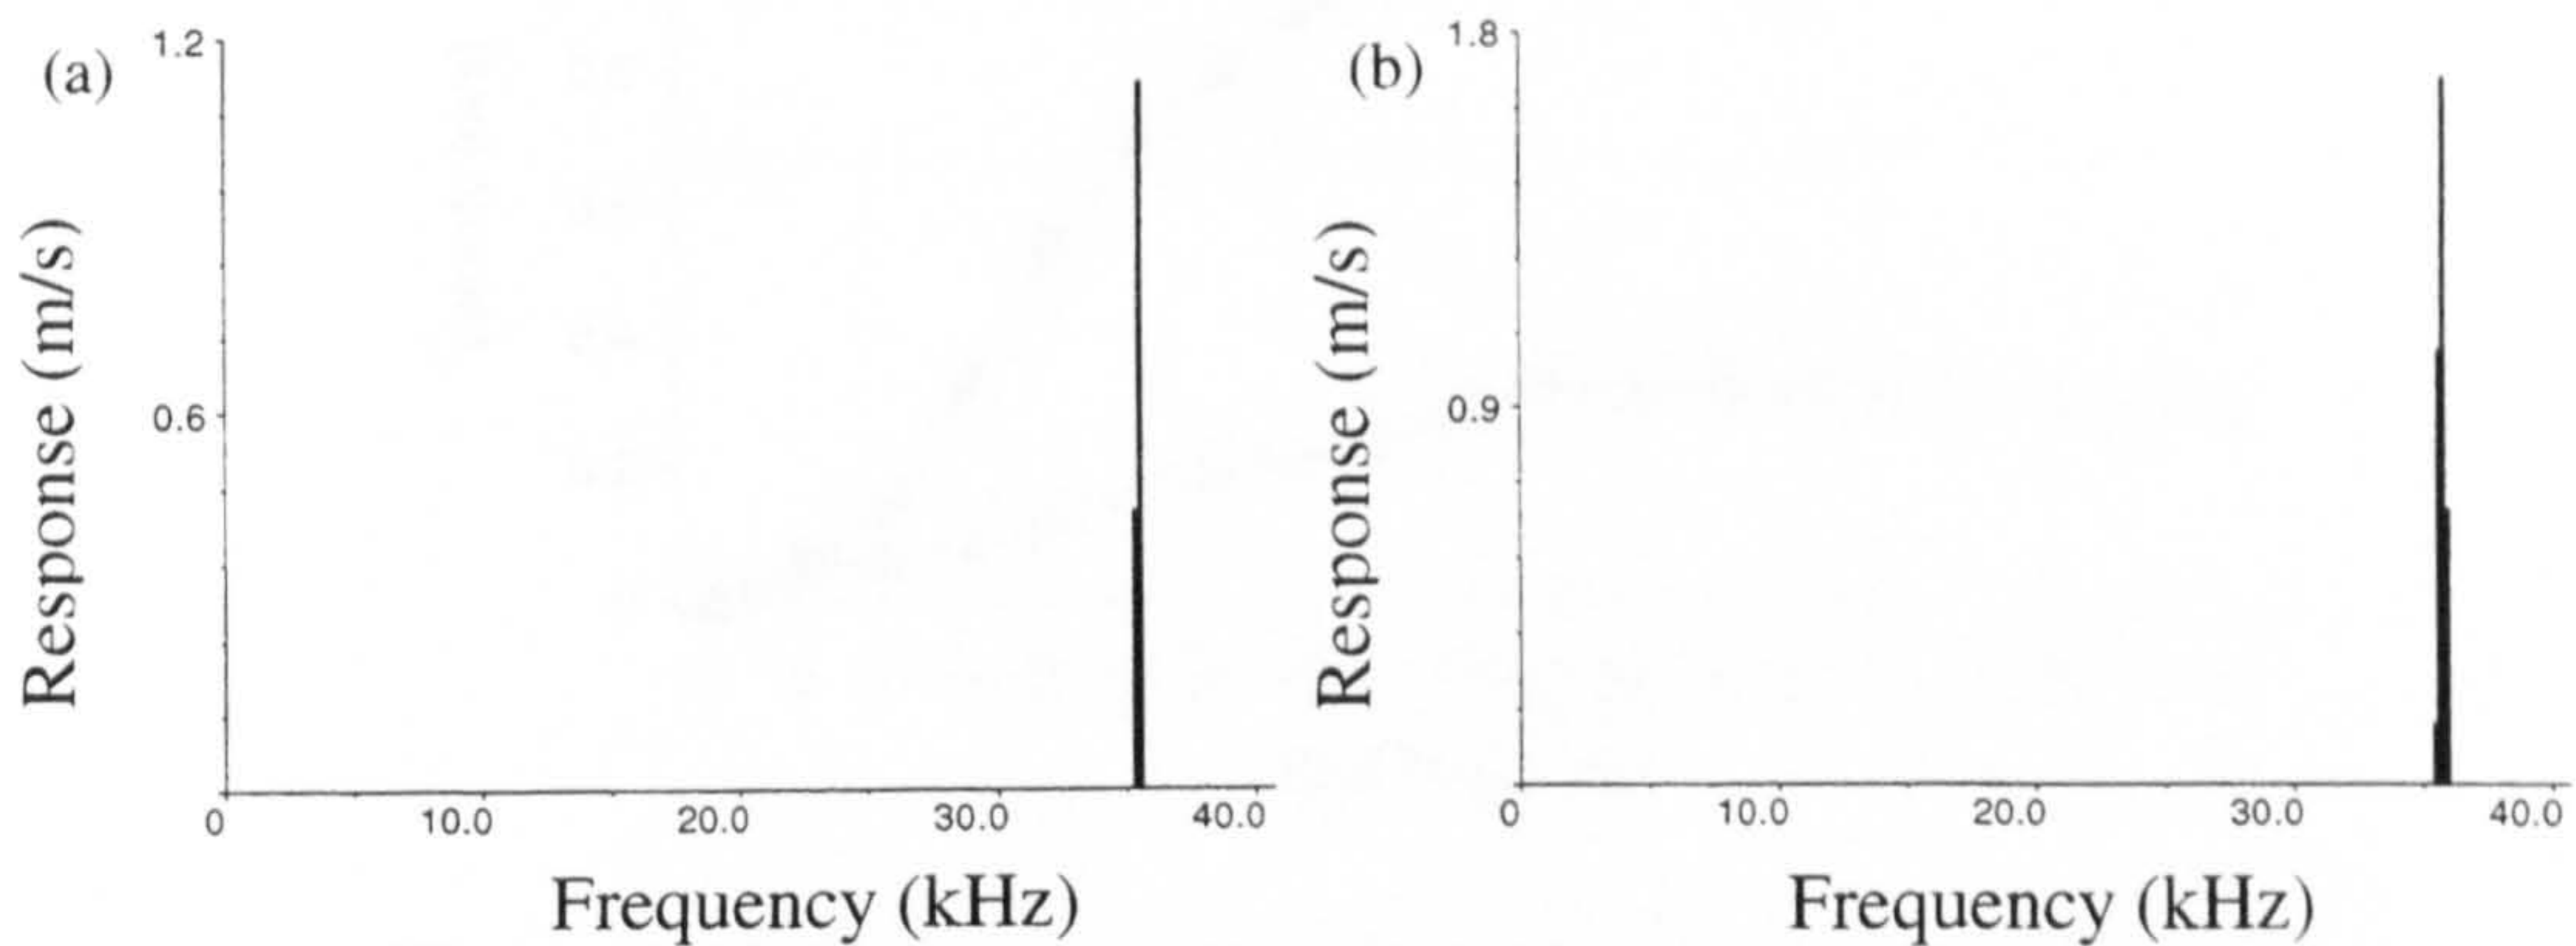 (a)
1.2
0.6
Response (m/s)
0 10.0 20.0 30.0 40.0
Frequency (kHz)
(b)
1.8
0.9
Response (m/s)
0 10.0 20.0 30.0 40.0
Frequency (kHz)